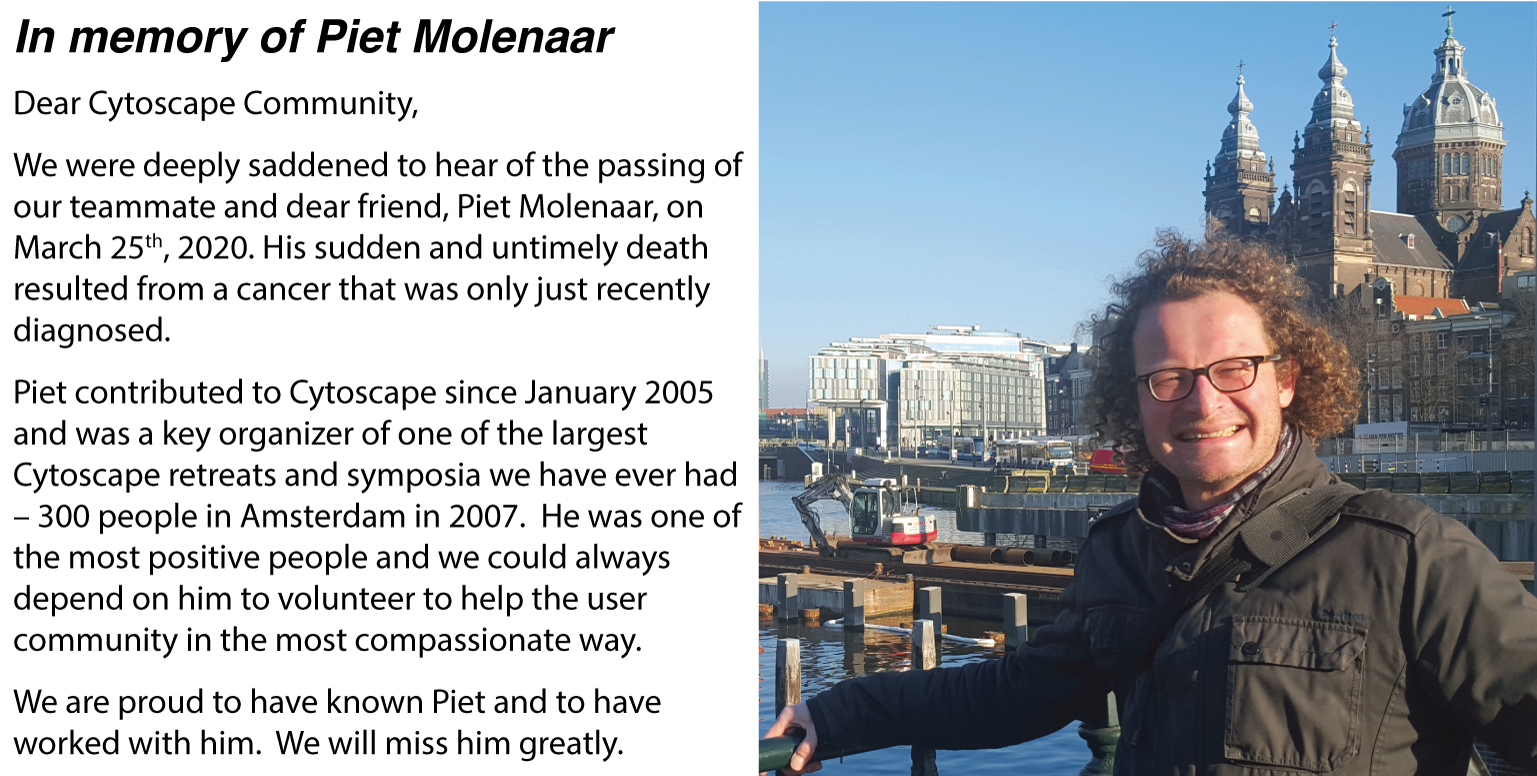 In memory of Piet Molenaar
Dear Cytoscape Community,
We were deeply saddened to hear of the passing of
our teammate and dear friend, Piet Molenaar, on
March 25th, 2020. His sudden and untimely death
resulted from a cancer that was only just recently
diagnosed.
Piet contributed to Cytoscape since January 2005
and was a key organizer of one of the largest
Cytoscape retreats and symposia we have ever had
– 300 people in Amsterdam in 2007.  He was one of
the most positive people and we could always
depend on him to volunteer to help the user
community in the most compassionate way.
We are proud to have known Piet and to have
worked with him.  We will miss him greatly.